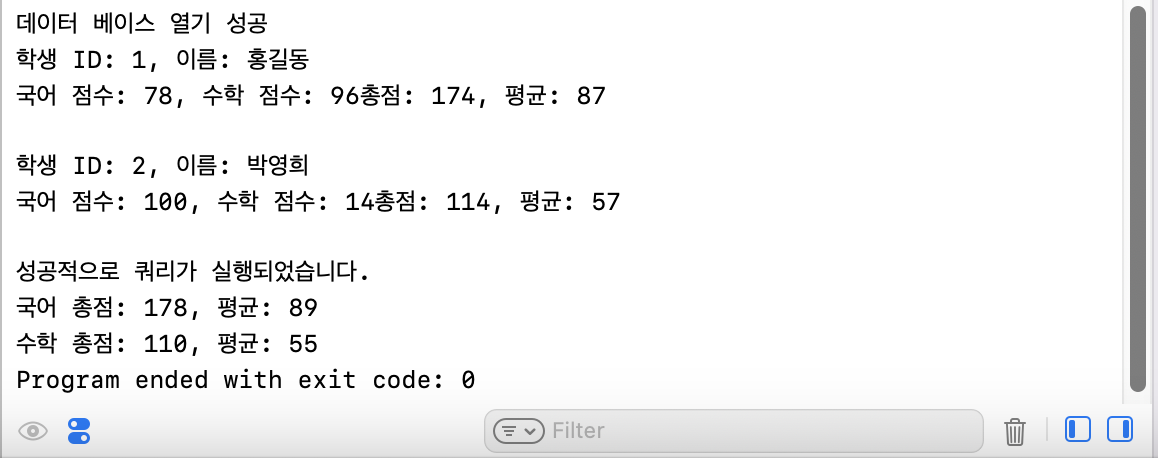 데이터 베이스 열기 성공
학생 ID: 1, 이름: 홍길동
국어 점수: 78, 수학 점수: 96총점: 174, 평균: 87
학생 ID: 2, 이름: 박영희
국어 점수: 100, 수학 점수: 14총점: 114, 평균: 57
성공적으로 쿼리가 실행되었습니다.
국어 총점: 178, 평균: 89
수학 총점: 110, 평균: 55
Program ended with exit code: 0
Filter